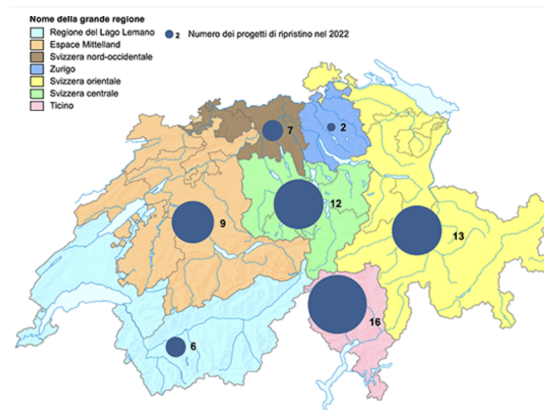 Nome della grande regione
Regione del Lago Lemano
Espace Mittelland
Svizzera nord-occidentale
Zurigo
Svizzera orientale
Svizzera centrale
Ticino
2 Numero dei progetti di ripristino nel 2022
7
2
12
9
13
16
6